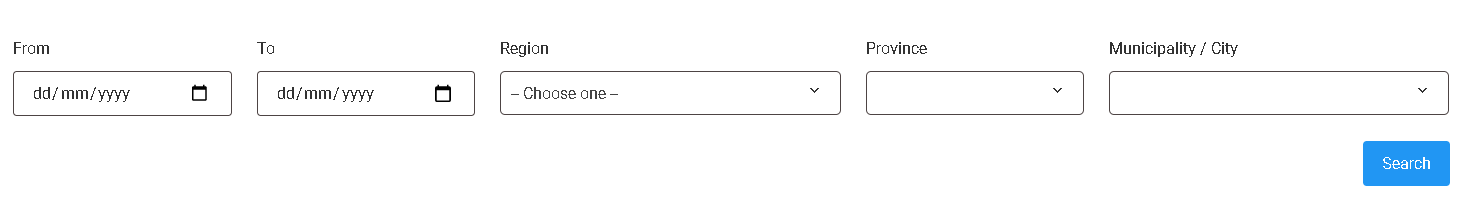 From To Region Province Municipality / City
dd/mm/yyyy dd/mm/yyyy – Choose one –
Search